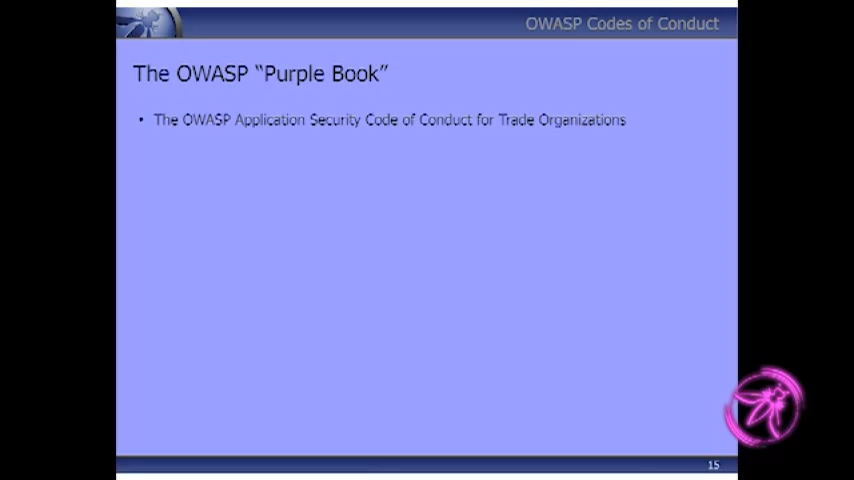 OWASP Codes of Conduct
The OWASP “Purple Book”
• The OWASP Application Security Code of Conduct for Trade Organizations
15